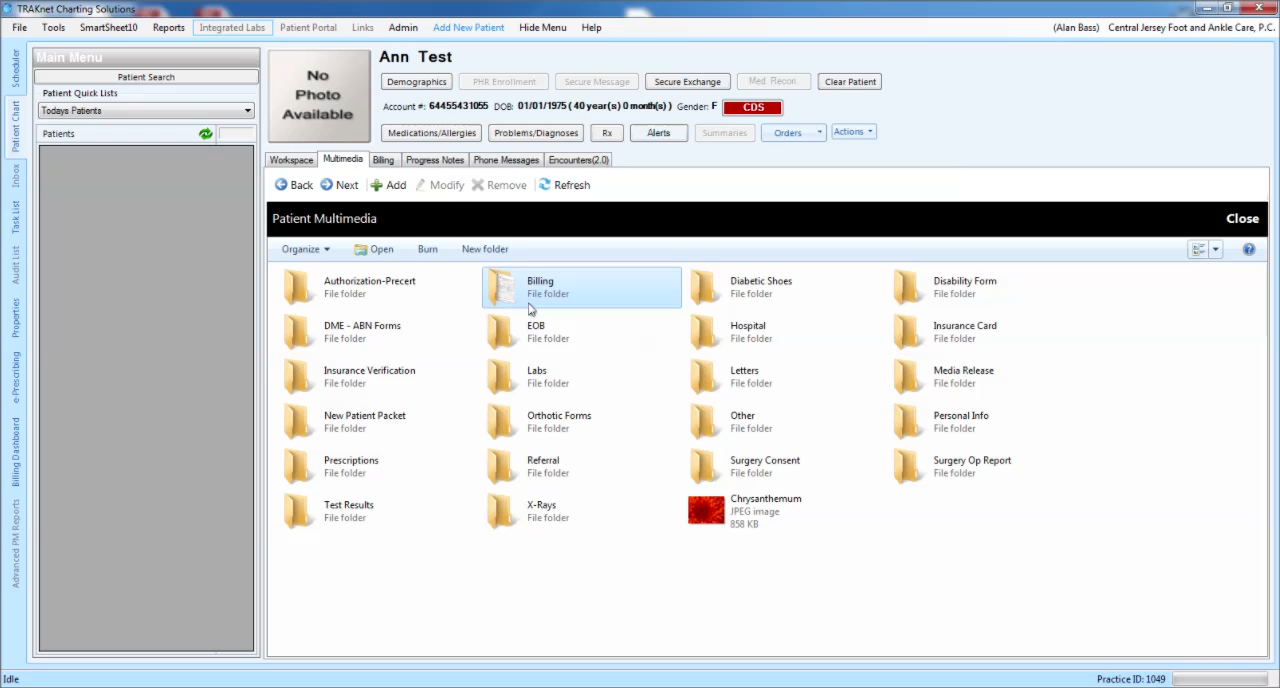 TRAKnet Charting Solutions
File Tools SmartSheet10 Reports Integrated Labs Patient Portal Links Admin Add New Patient Hide Menu Help (Alan Bass) Central Jersey Foot and Ankle Care, P.C.
Scheduler
Patient Chart
Inbox
Task List
Audit List
Properties
e-Prescribing
Billing Dashboard
Advanced PM Reports
Main Menu
Patient Search
Patient Quick Lists
Todays Patients
Patients
No
Photo
Available
Ann Test
Demographics PHR Enrollment Secure Message Secure Exchange Med. Recon. Clear Patient
Account #: 64455431055 DOB: 01/01/1975 ( 40 year(s) 0 month(s) ) Gender: F CDS
Medications/Allergies Problems/Diagnoses Rx Alerts Summaries Orders Actions
Workspace Multimedia Billing Progress Notes Phone Messages Encounters(2.0)
Back Next Add Modify Remove Refresh
Patient Multimedia Close
Organize Open Burn New folder
Authorization-Precert
File folder
Billing
File folder
Diabetic Shoes
File folder
Disability Form
File folder
DME - ABN Forms
File folder
EOB
File folder
Hospital
File folder
Insurance Card
File folder
Insurance Verification
File folder
Labs
File folder
Letters
File folder
Media Release
File folder
New Patient Packet
File folder
Orthotic Forms
File folder
Other
File folder
Personal Info
File folder
Prescriptions
File folder
Referral
File folder
Surgery Consent
File folder
Surgery Op Report
File folder
Test Results
File folder
X-Rays
File folder
Chrysanthemum
JPEG image
858 KB
Idle Practice ID: 1049